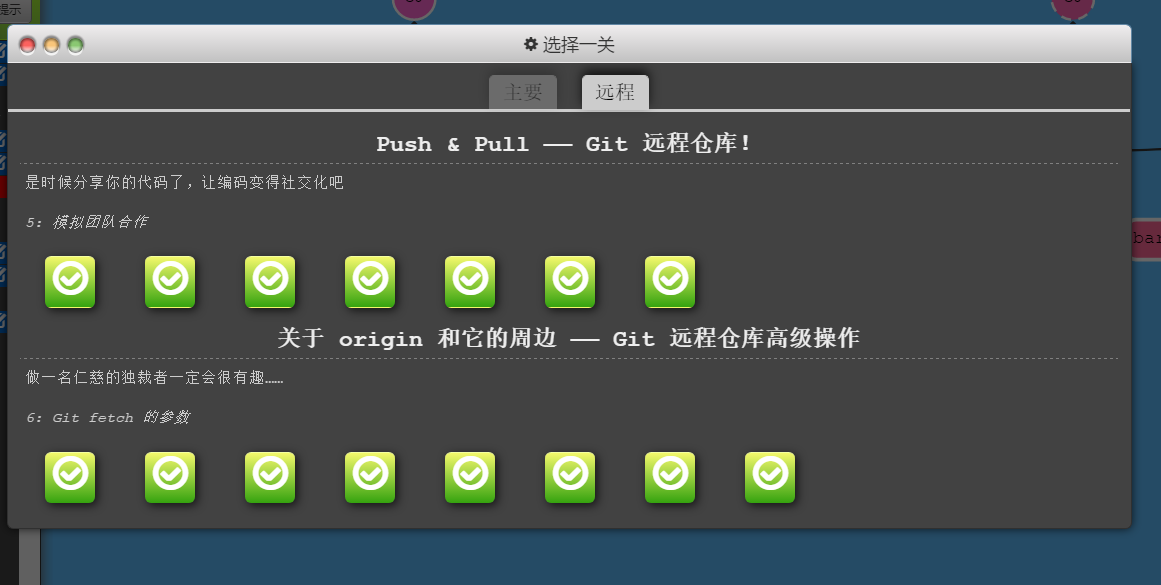 提示
选择一关
主要
远程
Push & Pull —— Git 远程仓库！
是时候分享你的代码了，让编码变得社交化吧
5: 模拟团队合作
关于 origin 和它的周边 —— Git 远程仓库高级操作
做一名仁慈的独裁者一定会很有趣……
6: Git fetch 的参数